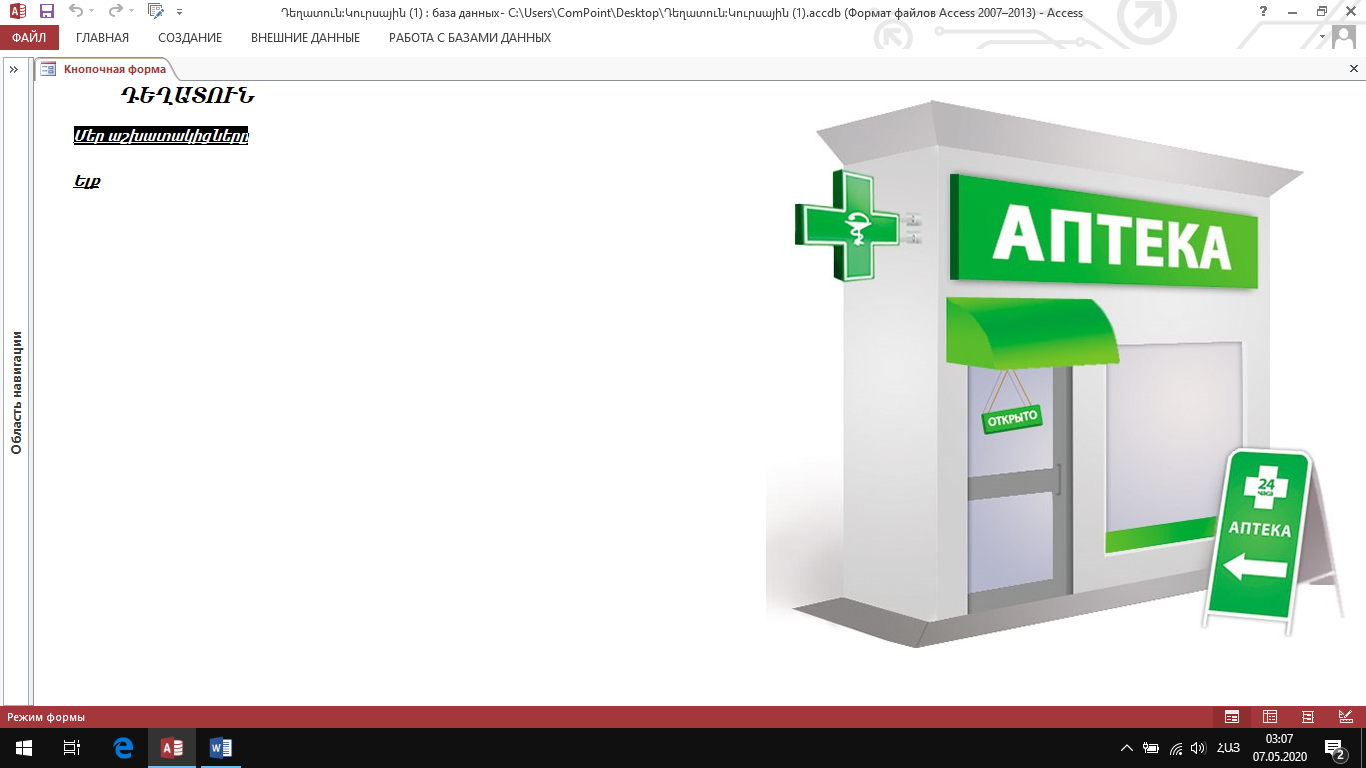 Դեղատուն:Կուրսային (1) : база данных- C:\Users\ComPoint\Desktop\Դեղատուն:Կուրսային (1).accdb (Формат файлов Access 2007–2013) - Access
ФАЙЛ ГЛАВНАЯ СОЗДАНИЕ ВНЕШНИЕ ДАННЫЕ РАБОТА С БАЗАМИ ДАННЫХ
Кнопочная форма
ԴԵՂԱՏՈՒՆ
Մեր աշխատակիցները
Ելք
Область навигации
АПТЕКА
ОТКРЫТО
24
часа
АПТЕКА
Режим формы
ՀԱՅ
03:07
07.05.2020
2